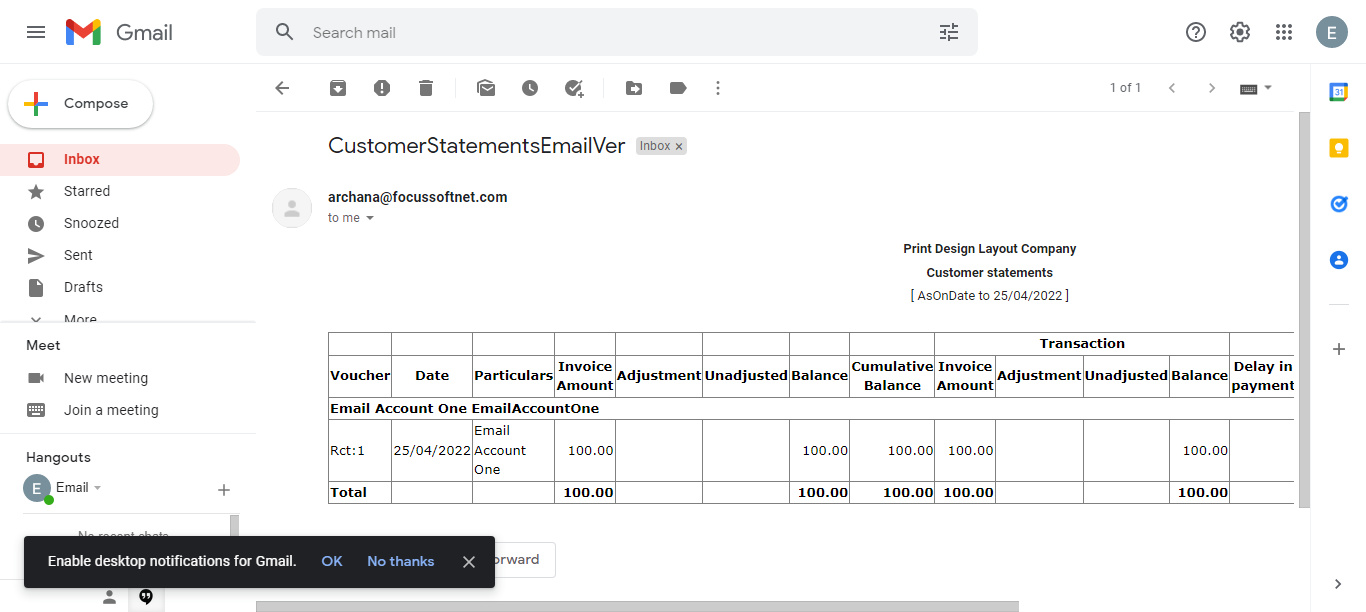 Gmail
Search mail
E
Compose
1 of 1
31
Inbox
Starred
Snoozed
Sent
Drafts
More
CustomerStatementsEmailVer
Inbox x
archana@focussoftnet.com
to me
Print Design Layout Company
Customer statements
[ AsOnDate to 25/04/2022 ]
Transaction
Voucher Date Particulars Invoice Amount Adjustment Unadjusted Balance Cumulative Balance Invoice Amount Adjustment Unadjusted Balance Delay in payment
Email Account One EmailAccountOne
Rct:1 25/04/2022 Email Account One 100.00 100.00 100.00 100.00 100.00
Total 100.00 100.00 100.00 100.00 100.00
Meet
New meeting
Join a meeting
Hangouts
E Email
No recent chats
Enable desktop notifications for Gmail. OK No thanks
orward